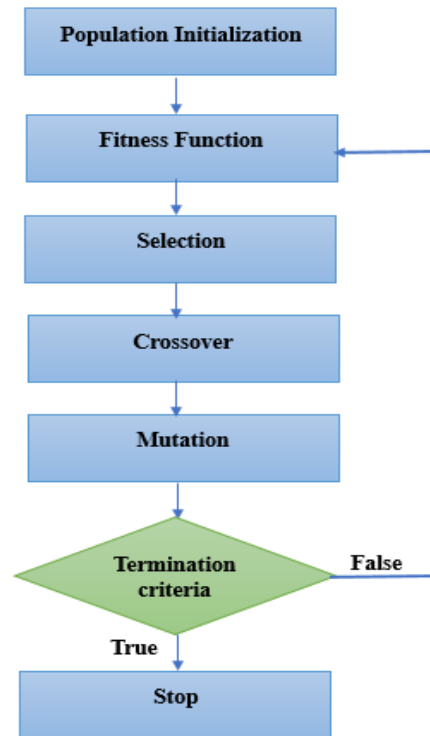 Population Initialization
Fitness Function
Selection
Crossover
Mutation
Termination
criteria
False
True
Stop